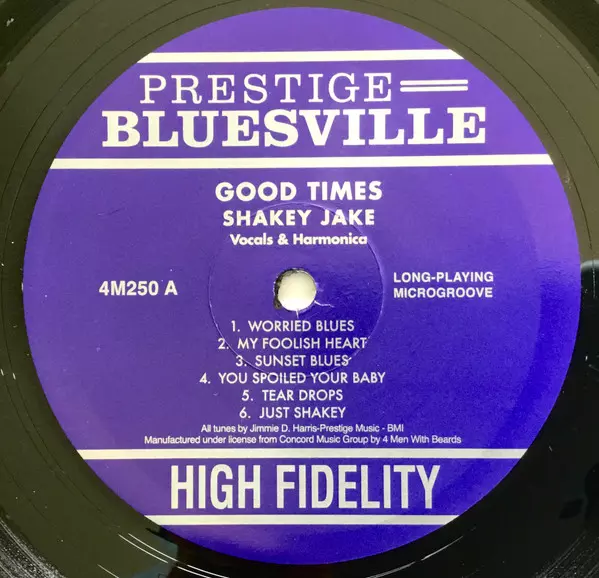 PRESTIGE
BLUESVILLE
GOOD TIMES
SHAKEY JAKE
Vocals & Harmonica
4M250 A
LONG-PLAYING
MICROGROOVE
1. WORRIED BLUES
2. MY FOOLISH HEART
3. SUNSET BLUES
4. YOU SPOILED YOUR BABY
5. TEAR DROPS
6. JUST SHAKEY
All tunes by Jimmie D. Harris-Prestige Music - BMI
Manufactured under license from Concord Music Group by 4 Men With Beards
HIGH FIDELITY